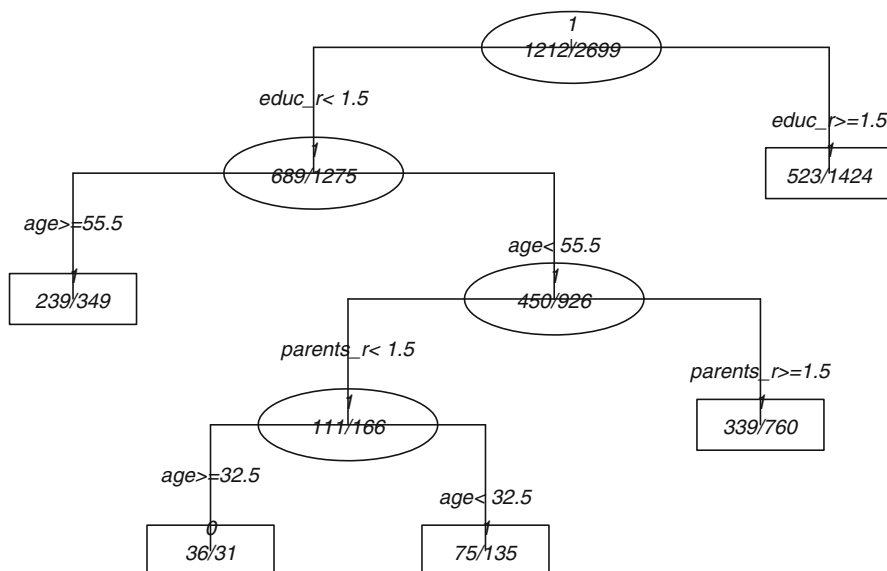 1
1212/2699
educ_r< 1.5
educ_r>=1.5
1
689/1275
1
523/1424
age>=55.5
age< 55.5
1
239/349
1
450/926
parents_r< 1.5
parents_r>=1.5
1
111/166
1
339/760
age>=32.5
age< 32.5
0
36/31
1
75/135